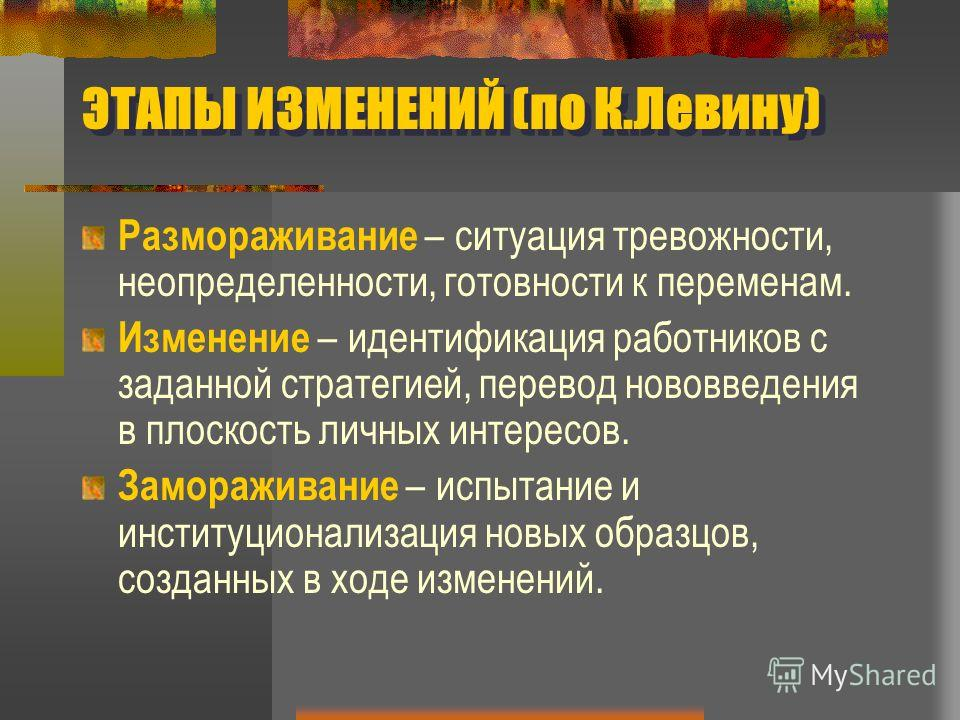 ЭТАПЫ ИЗМЕНЕНИЙ (по К.Левину)
Размораживание – ситуация тревожности,
неопределенности, готовности к переменам.
Изменение – идентификация работников с
заданной стратегией, перевод нововведения
в плоскость личных интересов.
Замораживание – испытание и
институционализация новых образцов,
созданных в ходе изменений.
MyShared